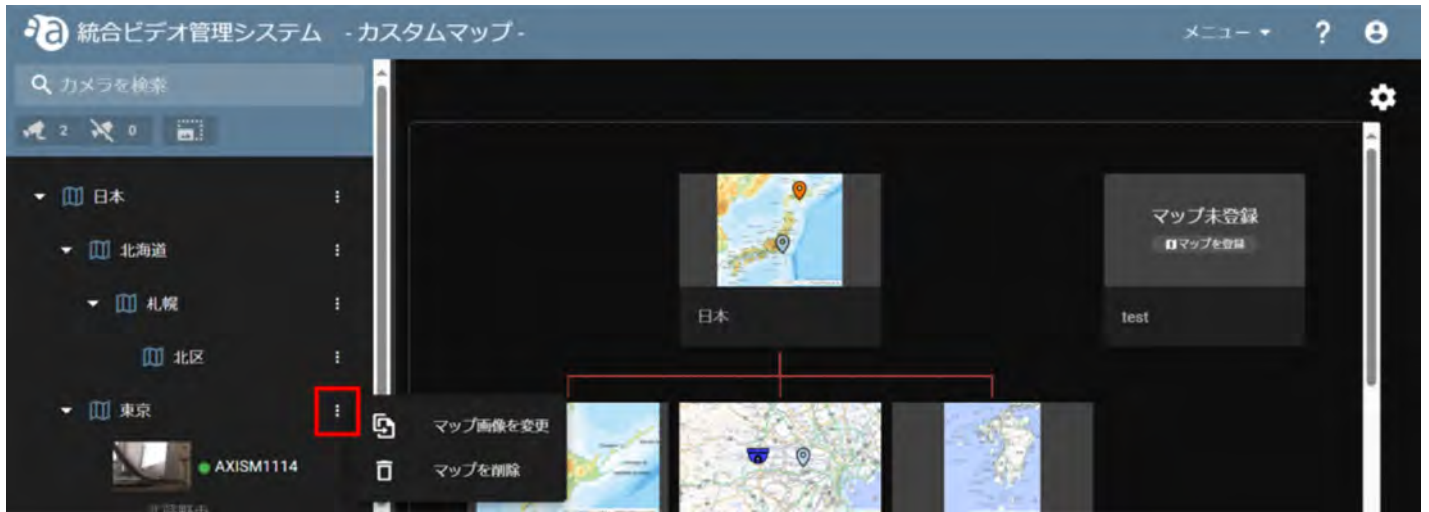 統合ビデオ管理システム - カスタムマップ -
メニュー
?
カメラを検索
2
0
日本
北海道
札幌
北区
東京
AXISM1114
マップ画像を変更
マップを削除
日本
マップ未登録
マップを登録
test